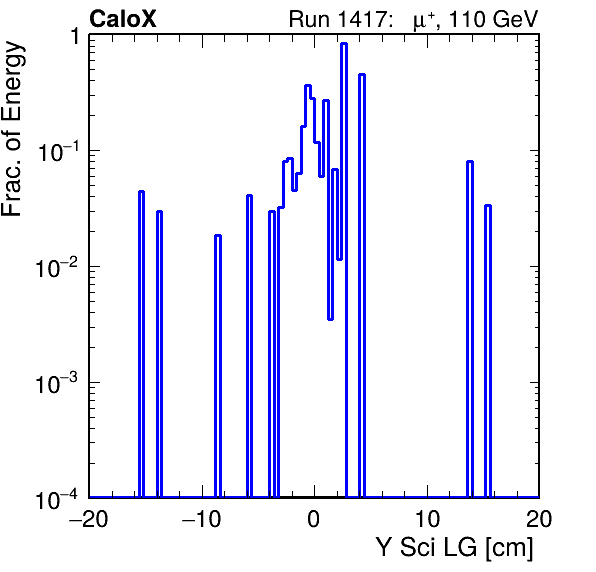 CaloX Run 1417: μ⁺, 110 GeV
Frac. of Energy
1
10⁻¹
10⁻²
10⁻³
10⁻⁴
−20 −10 0 10 20
Y Sci LG [cm]